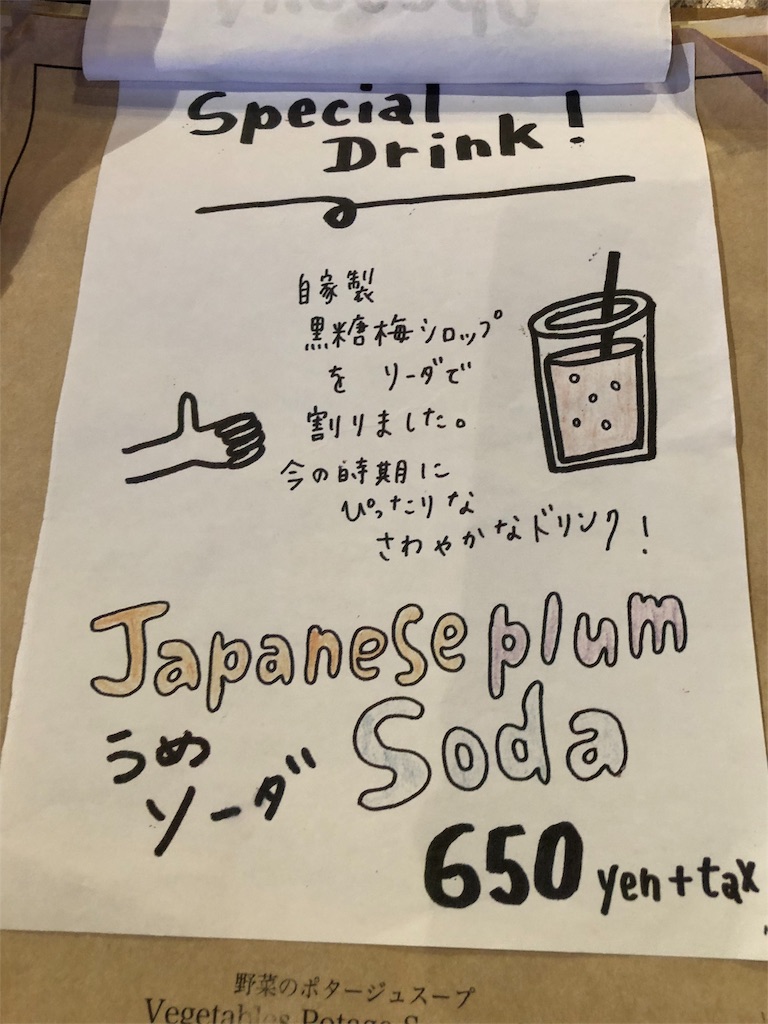 Special
Drink!
自家製
黒糖梅シロップ
を ソーダで
割りました。
今の時期に
ぴったりな
さわやかなドリンク!
Japanese plum
うめ
Soda
ソーダ
650 yen + tax
野菜のポタージュスープ
Vegetables Potage